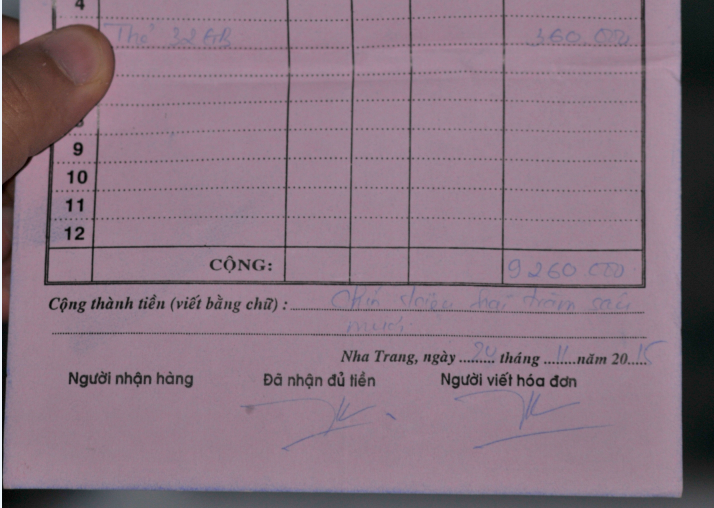 4
Thẻ 32 GB 360.000
9
10
11
12
CỘNG: 9 260.000
Cộng thành tiền (viết bằng chữ) : Chín triệu hai trăm sáu
mươi
Nha Trang, ngày 20 tháng 11 năm 2015
Người nhận hàng Đã nhận đủ tiền Người viết hóa đơn